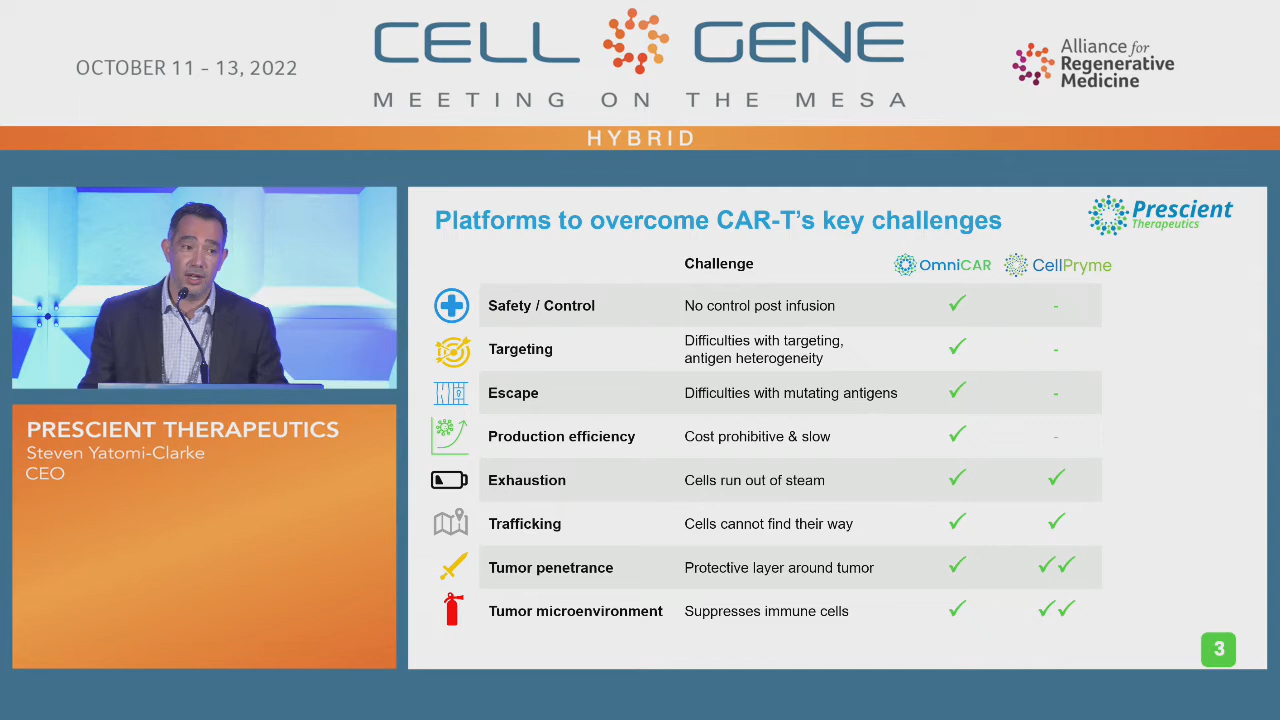 OCTOBER 11 - 13, 2022
CELL GENE
MEETING ON THE MESA
Alliance for
Regenerative
Medicine
HYBRID
PRESCIENT THERAPEUTICS
Steven Yatomi-Clarke
CEO
Platforms to overcome CAR-T's key challenges
Prescient
Therapeutics
Challenge OmniCAR CellPryme
Safety / Control No control post infusion ✓ -
Targeting Difficulties with targeting,
antigen heterogeneity ✓ -
Escape Difficulties with mutating antigens ✓ -
Production efficiency Cost prohibitive & slow ✓ -
Exhaustion Cells run out of steam ✓ ✓
Trafficking Cells cannot find their way ✓ ✓
Tumor penetrance Protective layer around tumor ✓ ✓✓
Tumor microenvironment Suppresses immune cells ✓ ✓✓
3